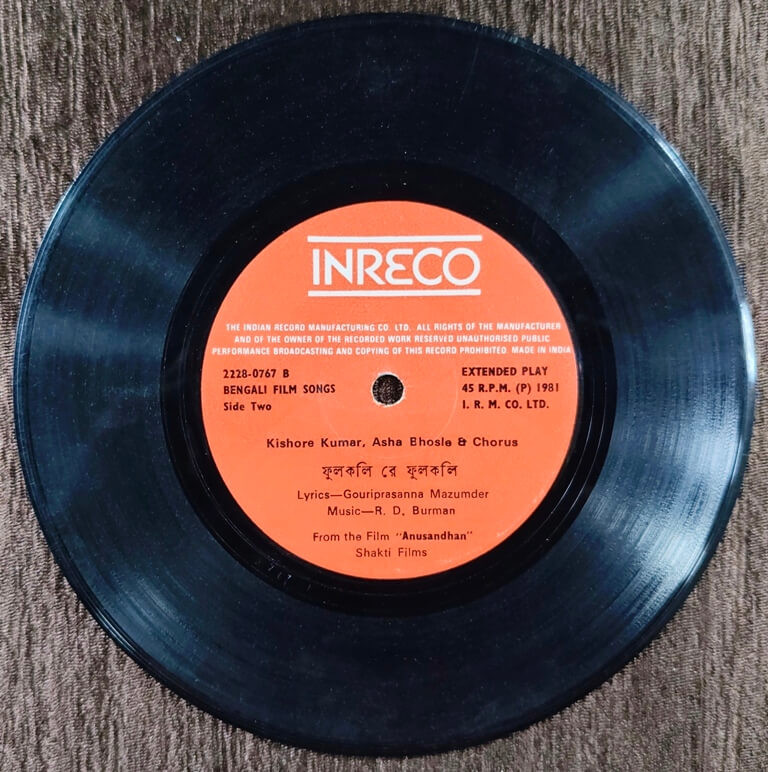 INRECO
THE INDIAN RECORD MANUFACTURING CO. LTD. ALL RIGHTS OF THE MANUFACTURER
AND OF THE OWNER OF THE RECORDED WORK RESERVED UNAUTHORISED PUBLIC
PERFORMANCE BROADCASTING AND COPYING OF THIS RECORD PROHIBITED. MADE IN INDIA
2228-0767 B
BENGALI FILM SONGS
Side Two
EXTENDED PLAY
45 R.P.M. (P) 1981
I. R. M. CO. LTD.
Kishore Kumar, Asha Bhosle & Chorus
ফুলকলি রে ফুলকলি
Lyrics—Gouriprasanna Mazumder
Music—R. D. Burman
From the Film "Anusandhan"
Shakti Films